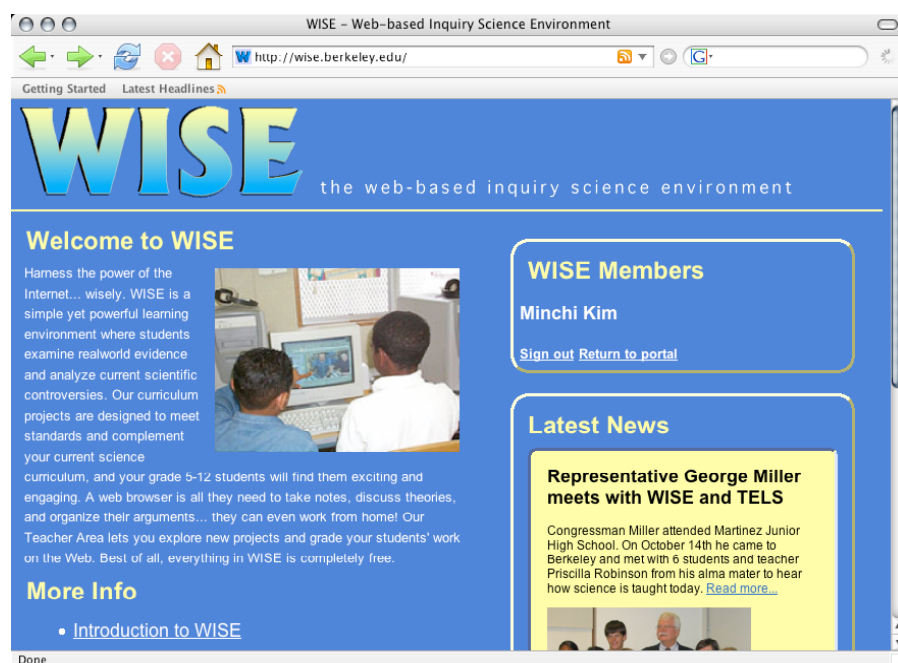 WISE – Web-based Inquiry Science Environment
http://wise.berkeley.edu/
G
Getting Started Latest Headlines
WISE
the web-based inquiry science environment
Welcome to WISE
Harness the power of the
Internet... wisely. WISE is a
simple yet powerful learning
environment where students
examine realworld evidence
and analyze current scientific
controversies. Our curriculum
projects are designed to meet
standards and complement
your current science
curriculum, and your grade 5-12 students will find them exciting and
engaging. A web browser is all they need to take notes, discuss theories,
and organize their arguments... they can even work from home! Our
Teacher Area lets you explore new projects and grade your students' work
on the Web. Best of all, everything in WISE is completely free.
More Info
• Introduction to WISE
WISE Members
Minchi Kim
Sign out Return to portal
Latest News
Representative George Miller
meets with WISE and TELS
Congressman Miller attended Martinez Junior
High School. On October 14th he came to
Berkeley and met with 6 students and teacher
Priscilla Robinson from his alma mater to hear
how science is taught today. Read more...
Done